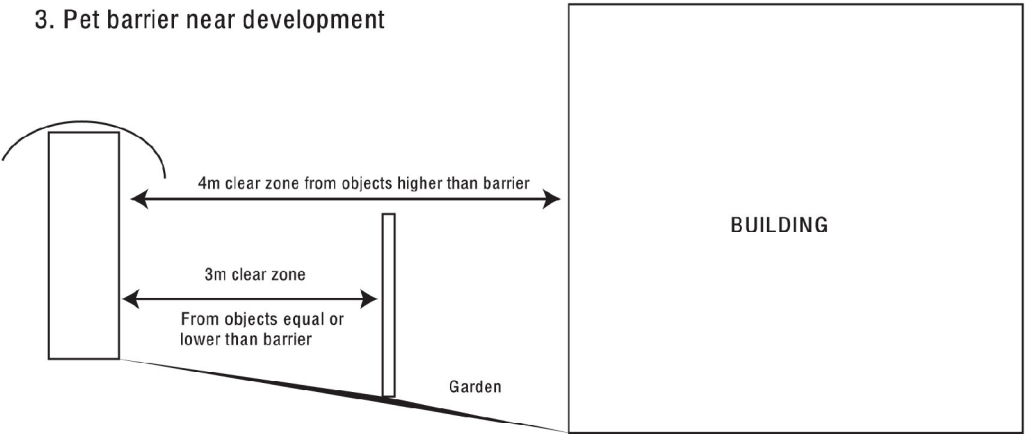 3. Pet barrier near development
4m clear zone from objects higher than barrier
BUILDING
3m clear zone
From objects equal or
lower than barrier
Garden